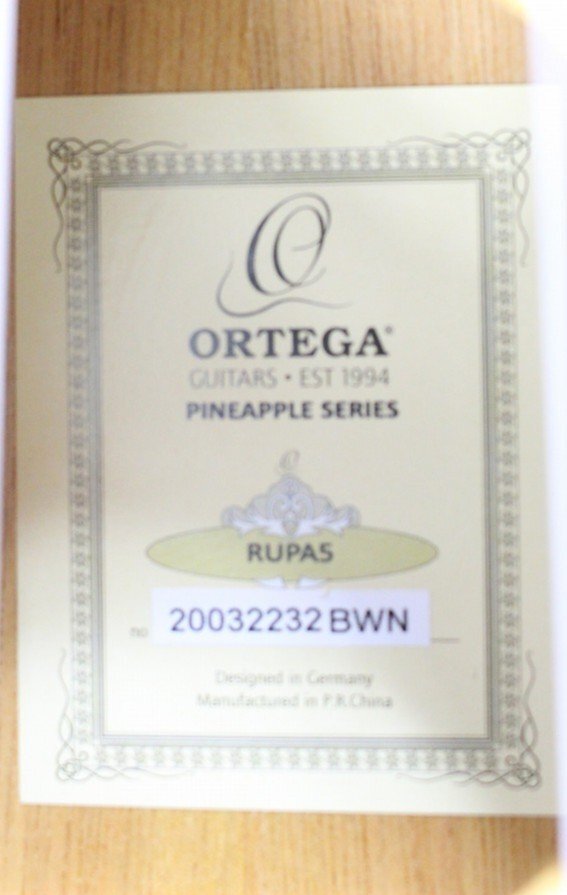 ORTEGA®
GUITARS • EST 1994
PINEAPPLE SERIES
RUPA5
no 20032232 BWN
Designed in Germany
Manufactured in P.R.China